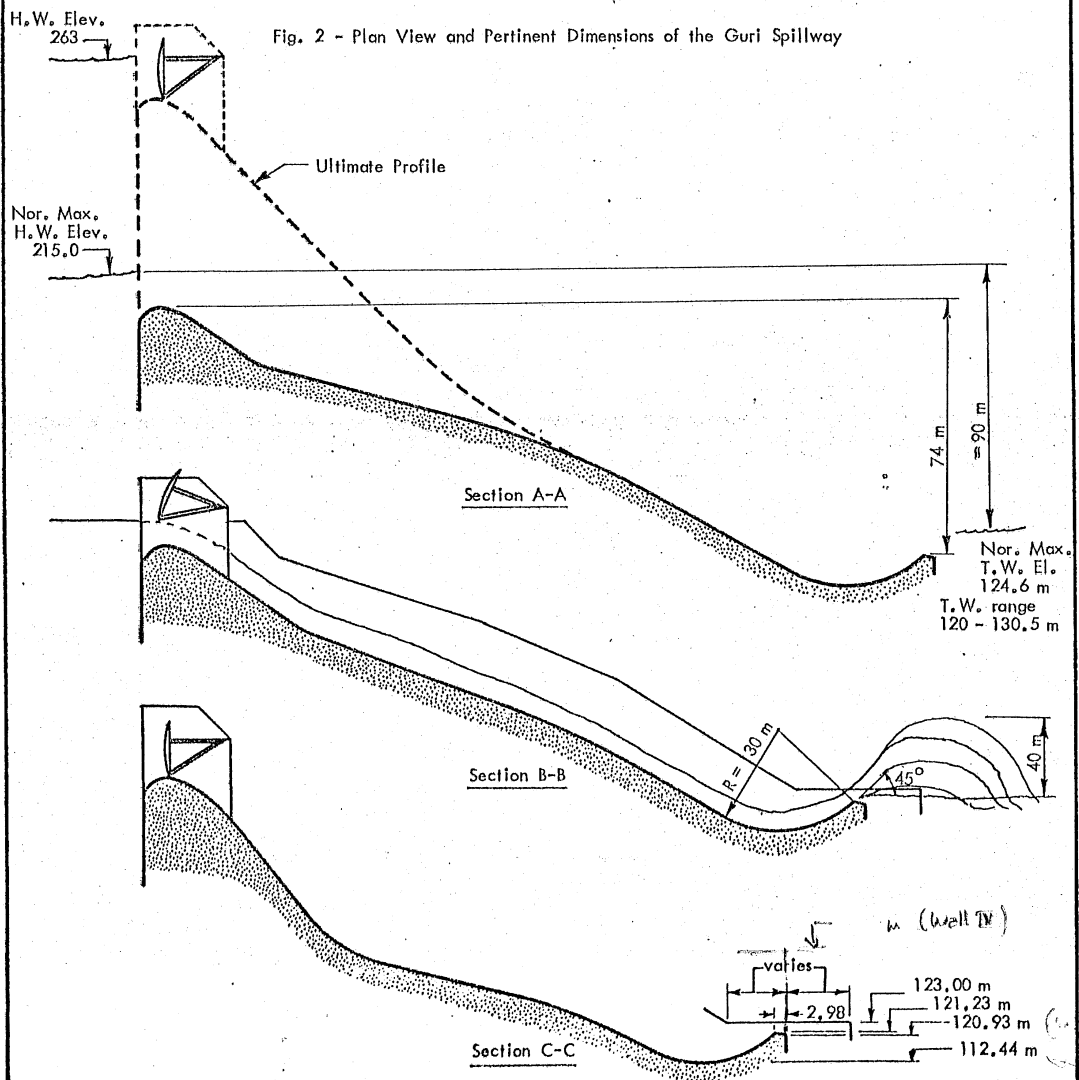 H.W. Elev.
263
Fig. 2 - Plan View and Pertinent Dimensions of the Guri Spillway
Ultimate Profile
Nor. Max.
H.W. Elev.
215.0
74 m
≈90 m
Section A-A
Nor. Max.
T.W. El.
124.6 m
T.W. range
120 - 130.5 m
R = 30 m
45°
40 m
Section B-B
m (Wall IV)
varies
2.98
123.00 m
121.23 m
120.93 m
112.44 m
Section C-C